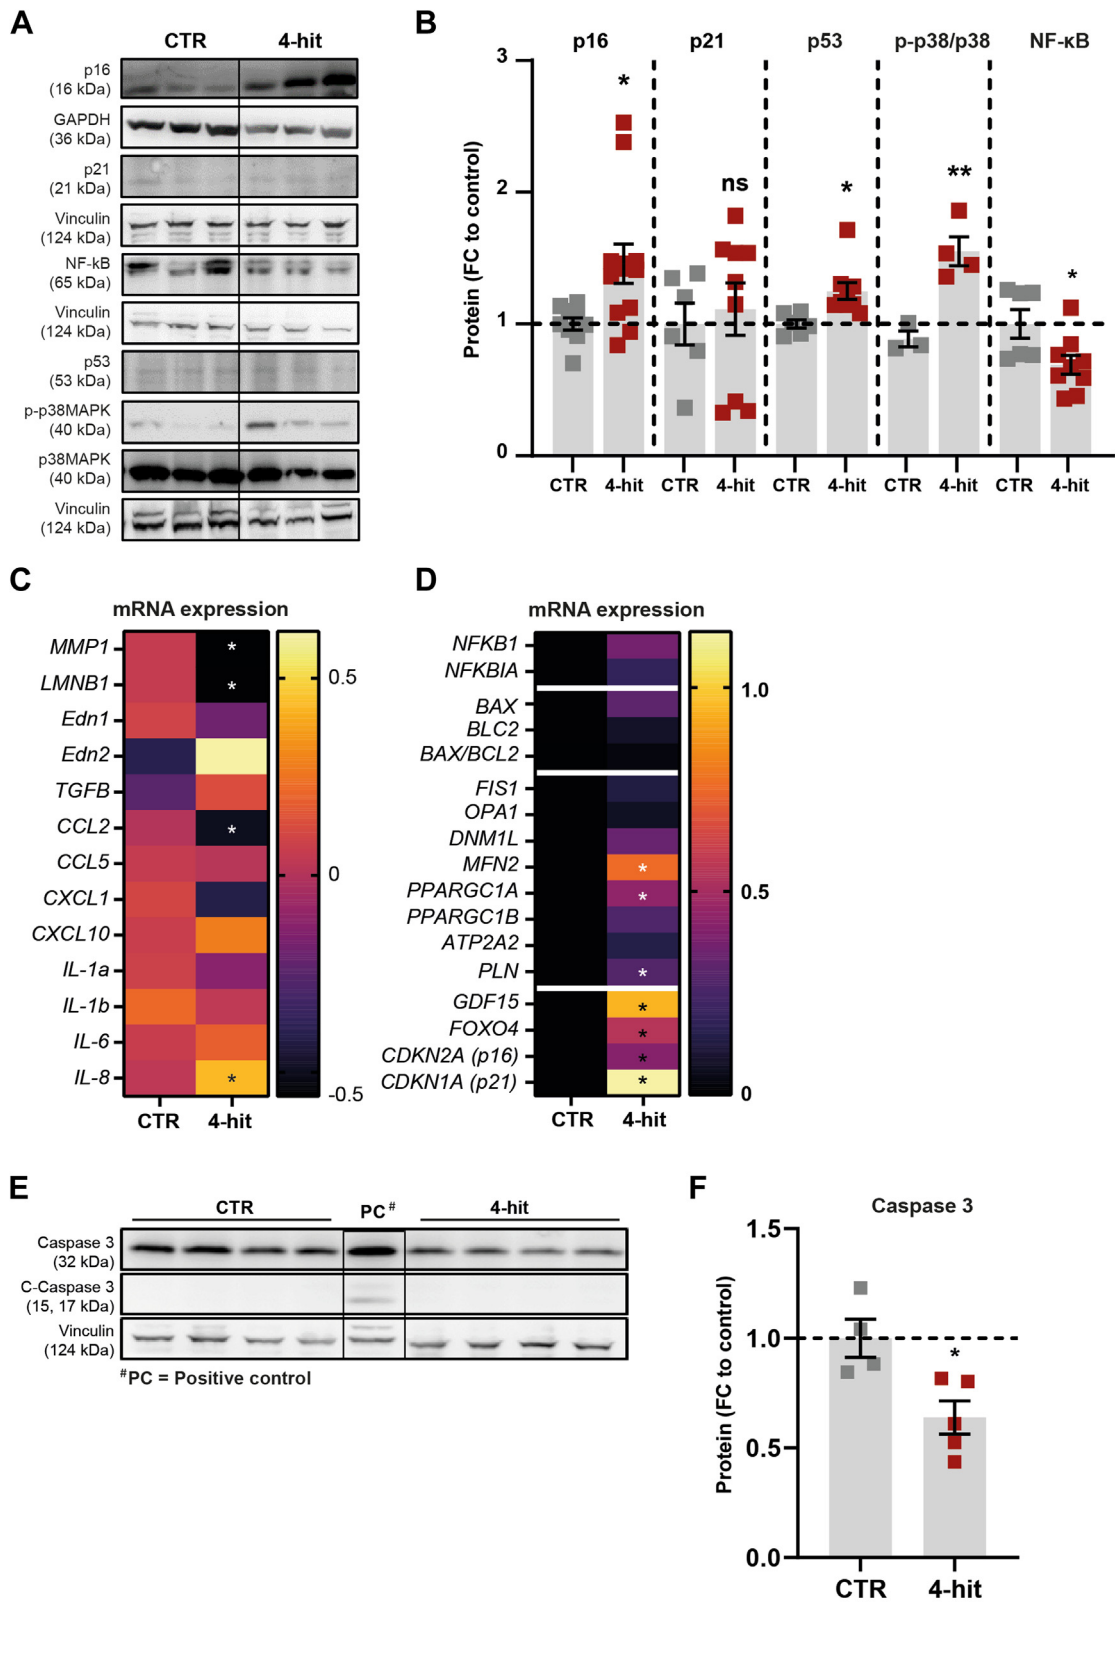 A
CTR 4-hit
p16
(16 kDa)
GAPDH
(36 kDa)
p21
(21 kDa)
Vinculin
(124 kDa)
NF-kB
(65 kDa)
Vinculin
(124 kDa)
p53
(53 kDa)
p-p38MAPK
(40 kDa)
p38MAPK
(40 kDa)
Vinculin
(124 kDa)
B
p16 p21 p53 p-p38/p38 NF-κB
Protein (FC to control)
3
2
1
0
* ns * ** *
CTR 4-hit CTR 4-hit CTR 4-hit CTR 4-hit CTR 4-hit
C
mRNA expression
MMP1 *
LMNB1 *
Edn1
Edn2
TGFB
CCL2 *
CCL5
CXCL1
CXCL10
IL-1a
IL-1b
IL-6
IL-8 *
0.5
0
-0.5
CTR 4-hit
D
mRNA expression
NFKB1
NFKBIA
BAX
BLC2
BAX/BCL2
FIS1
OPA1
DNM1L
MFN2 *
PPARGC1A *
PPARGC1B
ATP2A2
PLN *
GDF15 *
FOXO4 *
CDKN2A (p16) *
CDKN1A (p21) *
1.0
0.5
0
CTR 4-hit
E
CTR PC# 4-hit
Caspase 3
(32 kDa)
C-Caspase 3
(15, 17 kDa)
Vinculin
(124 kDa)
#PC = Positive control
F
Caspase 3
Protein (FC to control)
1.5
1.0
0.5
0.0
*
CTR 4-hit